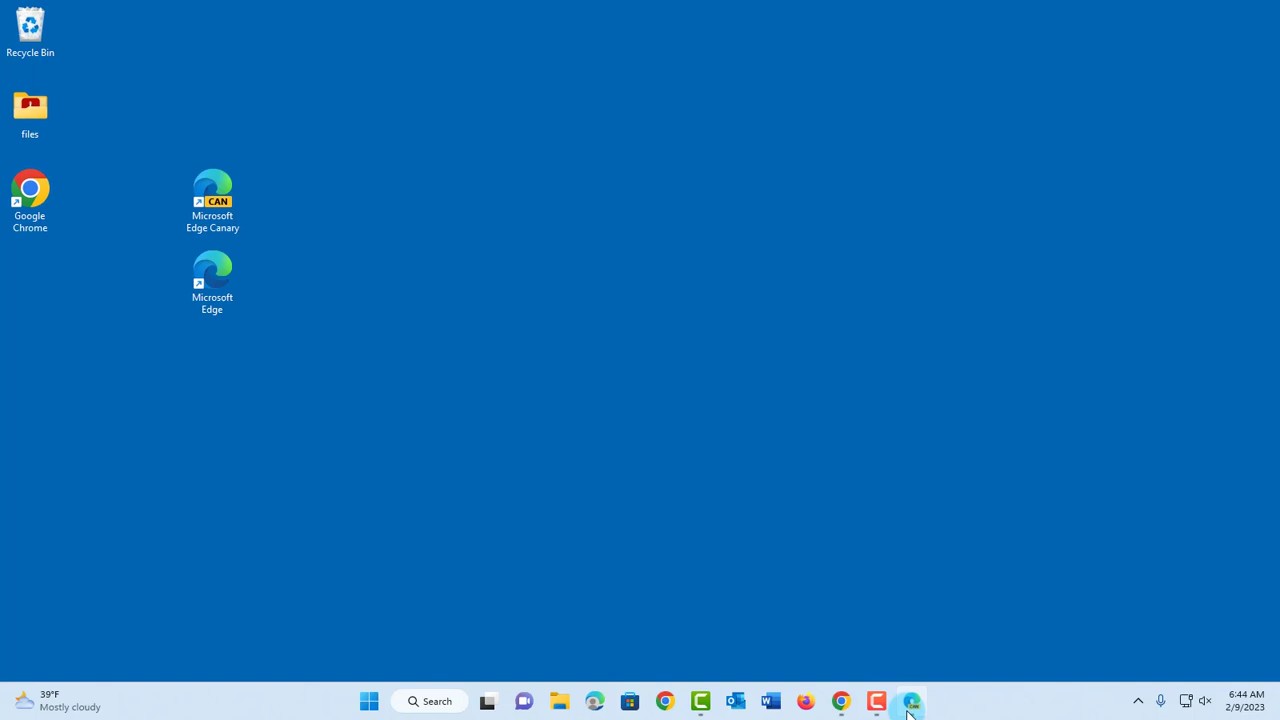 Recycle Bin
files
Google
Chrome
CAN
Microsoft
Edge Canary
Microsoft
Edge
39°F
Mostly cloudy
Search
6:44 AM
2/9/2023